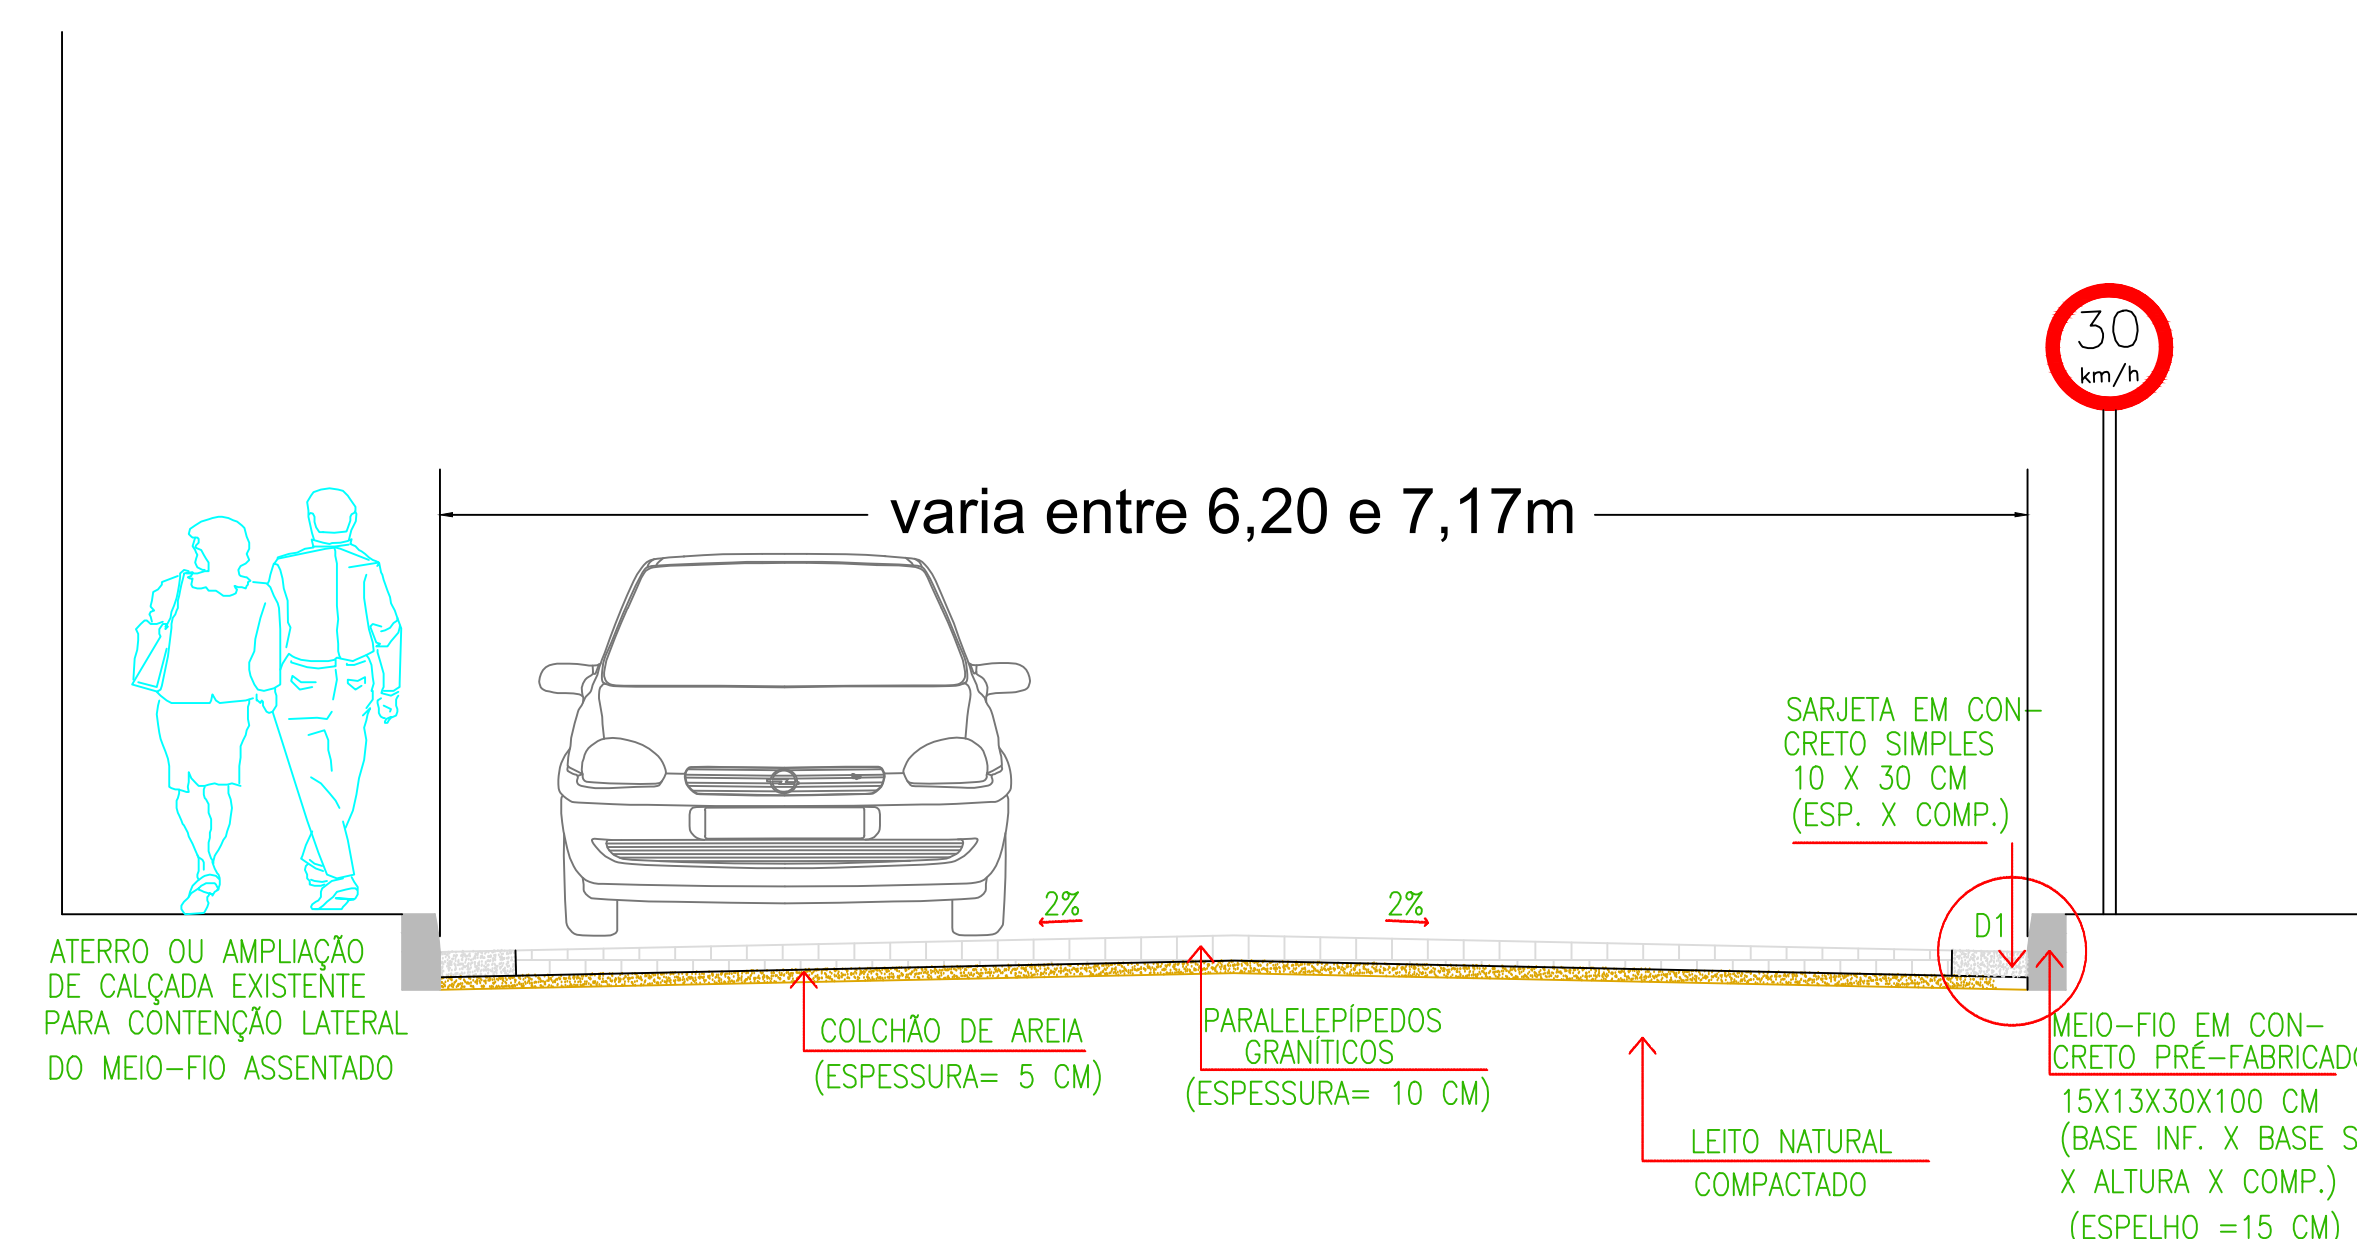 30
km/h
varia entre 6,20 e 7,17m
SARJETA EM CON-
CRETO SIMPLES
10 X 30 CM
(ESP. X COMP.)
2%
2%
D1
ATERRO OU AMPLIAÇÃO
DE CALÇADA EXISTENTE
PARA CONTENÇÃO LATERAL
DO MEIO-FIO ASSENTADO
COLCHÃO DE AREIA
(ESPESSURA= 5 CM)
PARALELEPÍPEDOS
GRANÍTICOS
(ESPESSURA= 10 CM)
LEITO NATURAL
COMPACTADO
MEIO-FIO EM CON-
CRETO PRÉ-FABRICADO
15X13X30X100 CM
(BASE INF. X BASE S
X ALTURA X COMP.)
(ESPELHO =15 CM)